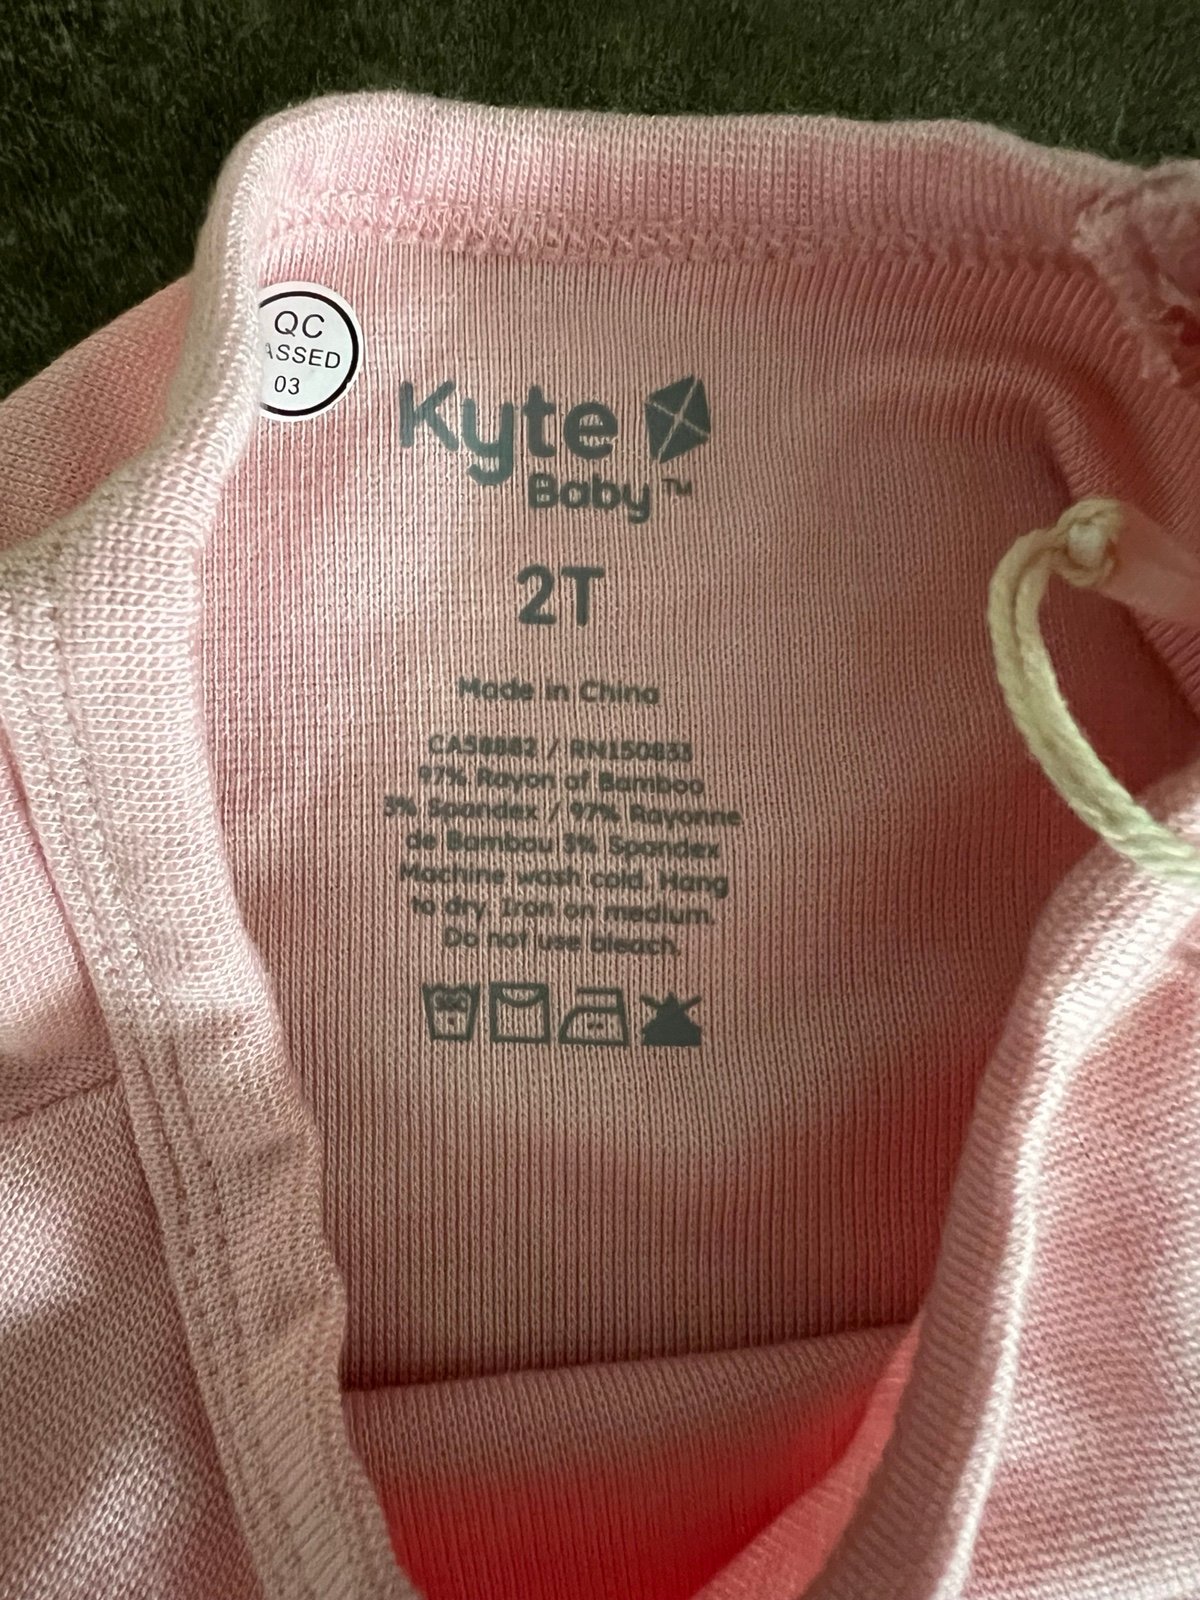 QC
ASSED
03
Kyte
Baby™
2T
Made in China
CA58882 / RN150833
97% Rayon of Bamboo
3% Spandex / 97% Rayonne
de Bambou 3% Spandex
Machine wash cold. Hang
to dry. Iron on medium.
Do not use bleach.